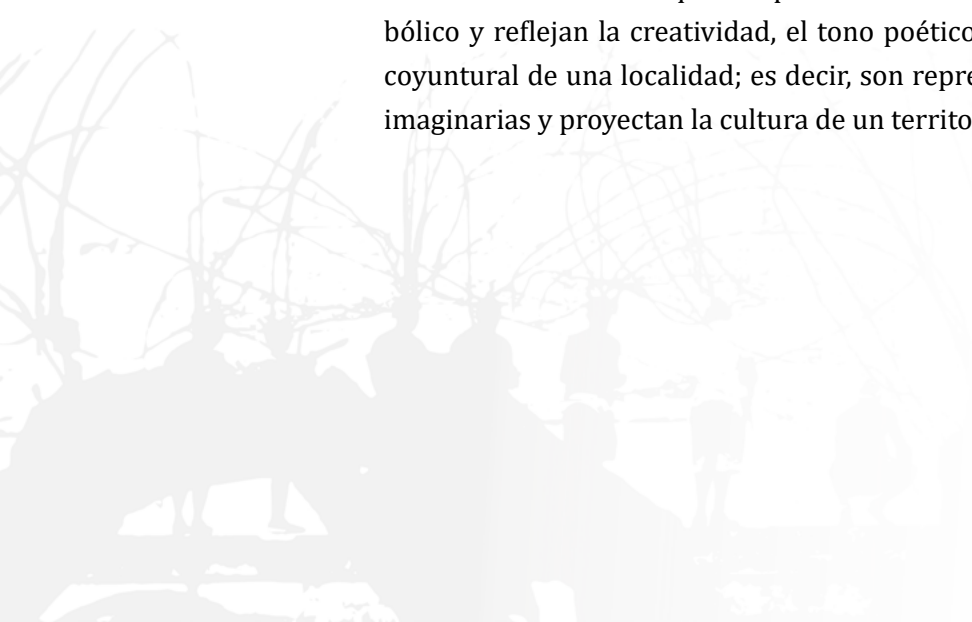 bólico y reflejan la creatividad, el tono poético
coyuntural de una localidad; es decir, son repre
imaginarias y proyectan la cultura de un territo